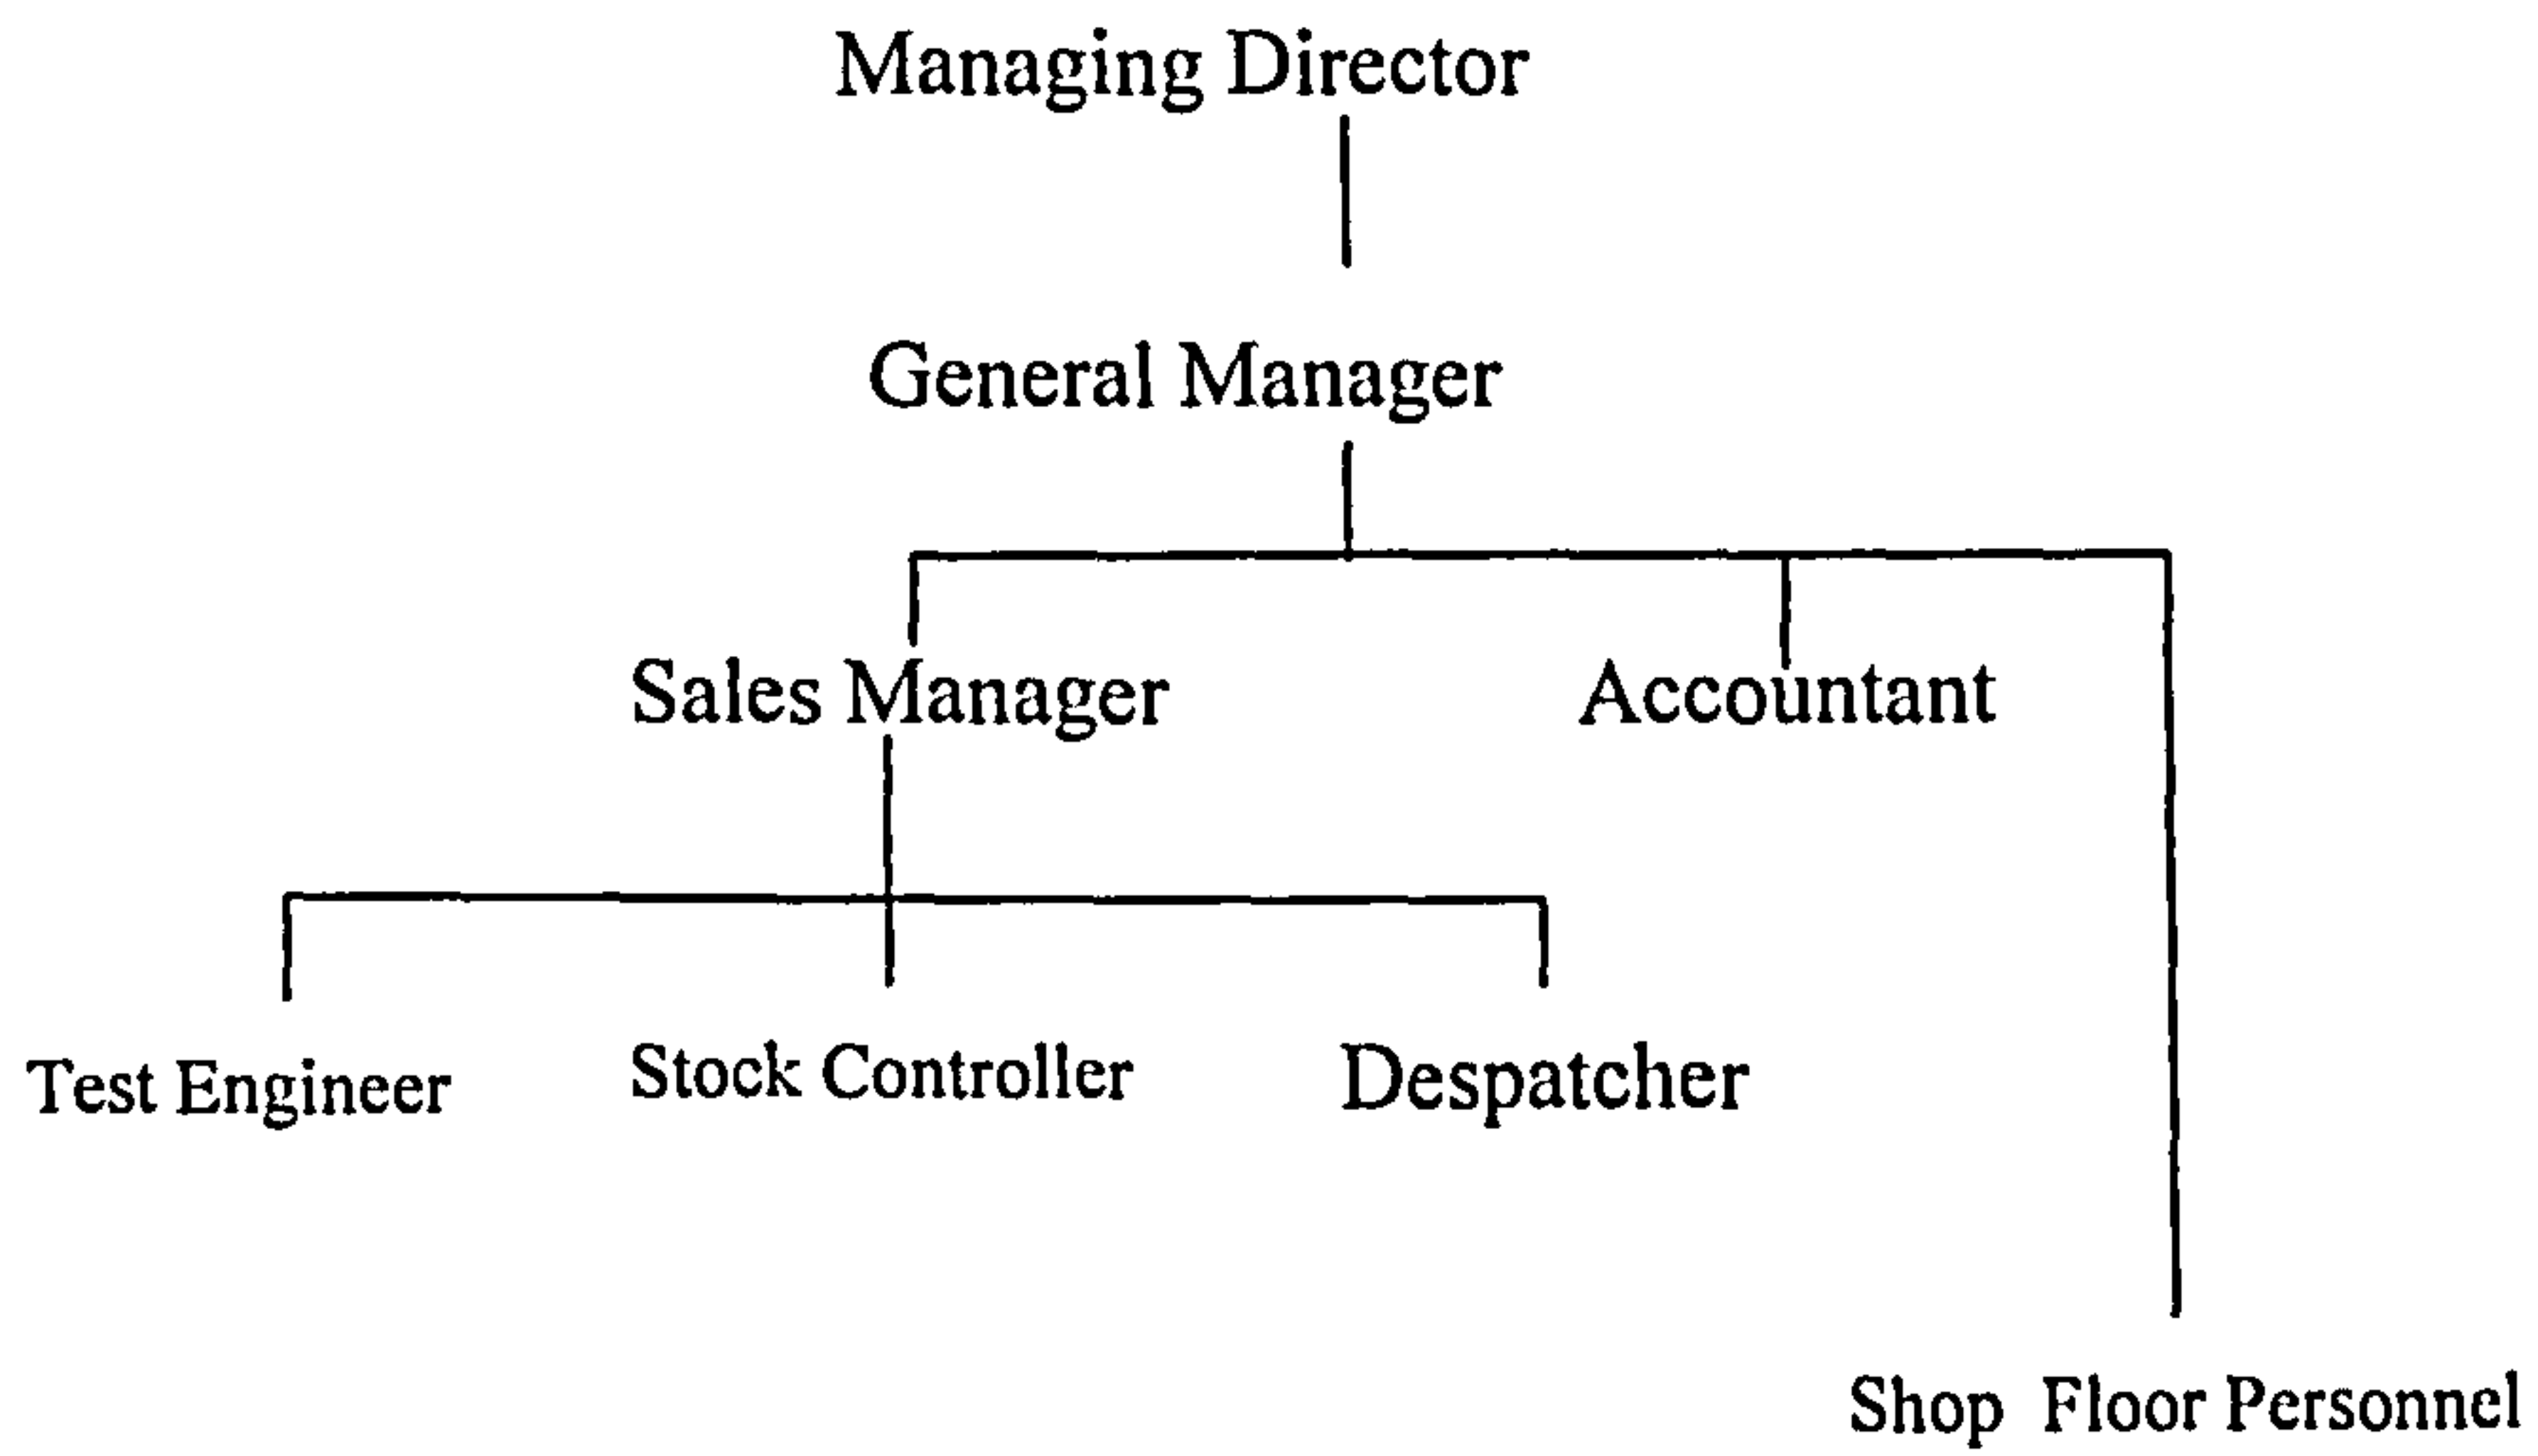 Managing Director
General Manager
Sales Manager
Accountant
Test Engineer
Stock Controller
Despatcher
Shop Floor Personnel